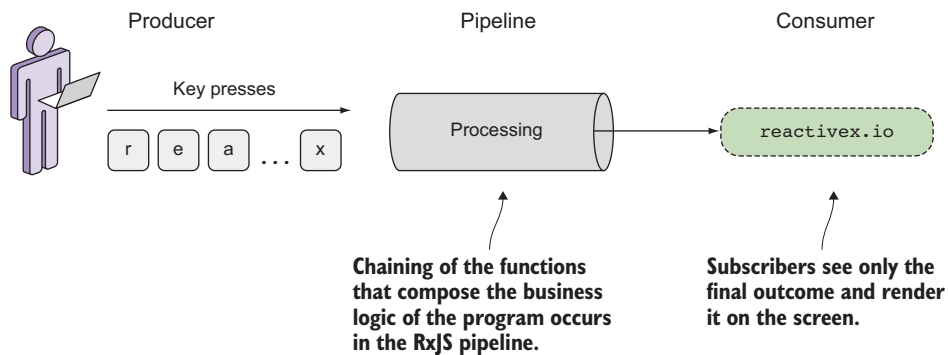 Producer
Pipeline
Consumer
Key presses
r e a ... x
Processing
reactivex.io
Chaining of the functions
that compose the business
logic of the program occurs
in the RxJS pipeline.
Subscribers see only the
final outcome and render
it on the screen.